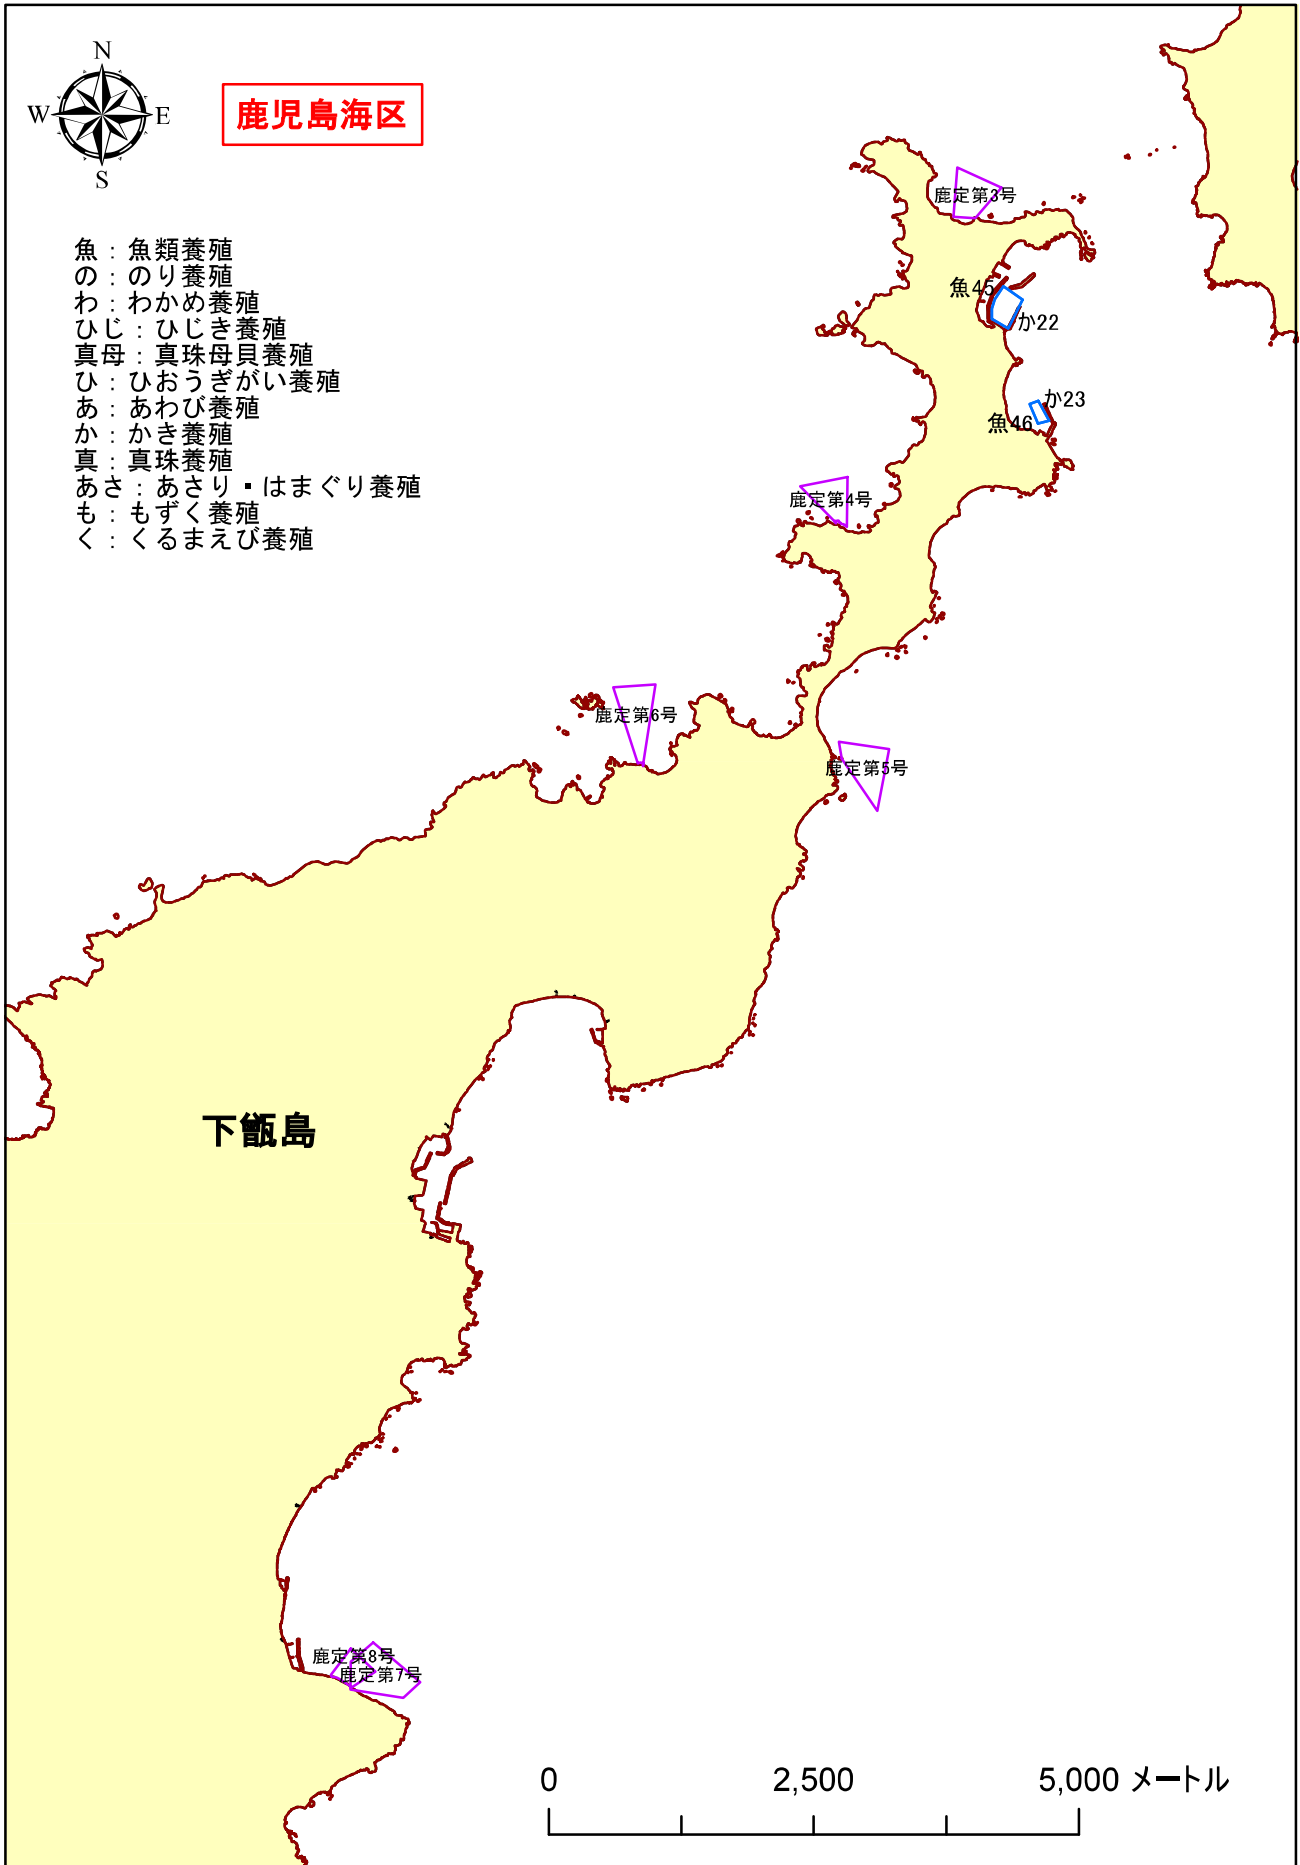 N
W E
S
鹿児島海区
魚：魚類養殖
の：のり養殖
わ：わかめ養殖
ひじ：ひじき養殖
真母：真珠母貝養殖
ひ：ひおうぎがい養殖
あ：あわび養殖
か：かき養殖
真：真珠養殖
あさ：あさり・はまぐり養殖
も：もずく養殖
く：くるまえび養殖
鹿定第3号
魚45
か22
か23
魚46
鹿定第4号
鹿定第6号
鹿定第5号
下甑島
鹿定第8号
鹿定第7号
0 2,500 5,000 メートル